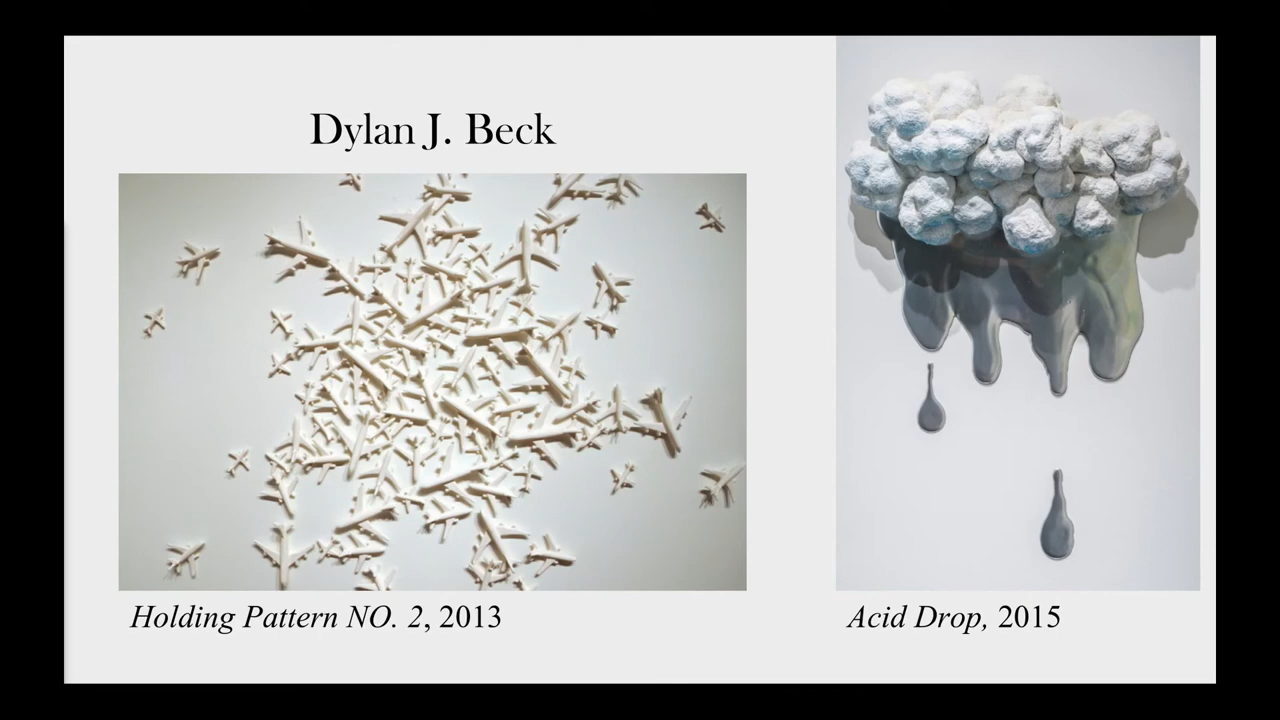 Dylan J. Beck
Holding Pattern NO. 2, 2013
Acid Drop, 2015